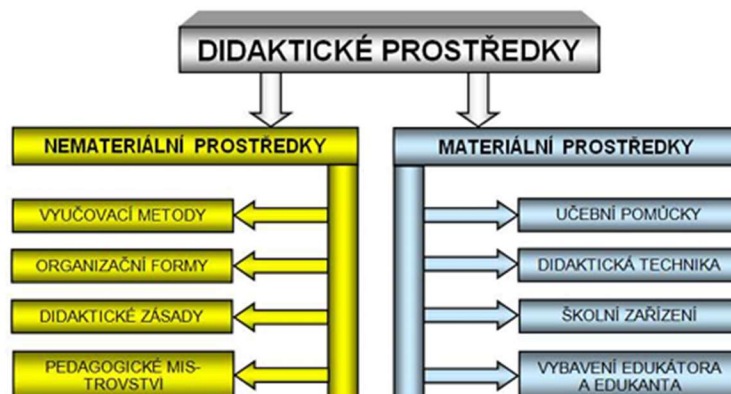 DIDAKTICKÉ PROSTŘEDKY
NEMATERIÁLNÍ PROSTŘEDKY
VYUČOVACÍ METODY
ORGANIZAČNÍ FORMY
DIDAKTICKÉ ZÁSADY
PEDAGOGICKÉ MIS-
TROVSTVÍ
MATERIÁLNÍ PROSTŘEDKY
UČEBNÍ POMŮCKY
DIDAKTICKÁ TECHNIKA
ŠKOLNÍ ZAŘÍZENÍ
VYBAVENÍ EDUKÁTORA
A EDUKANTA